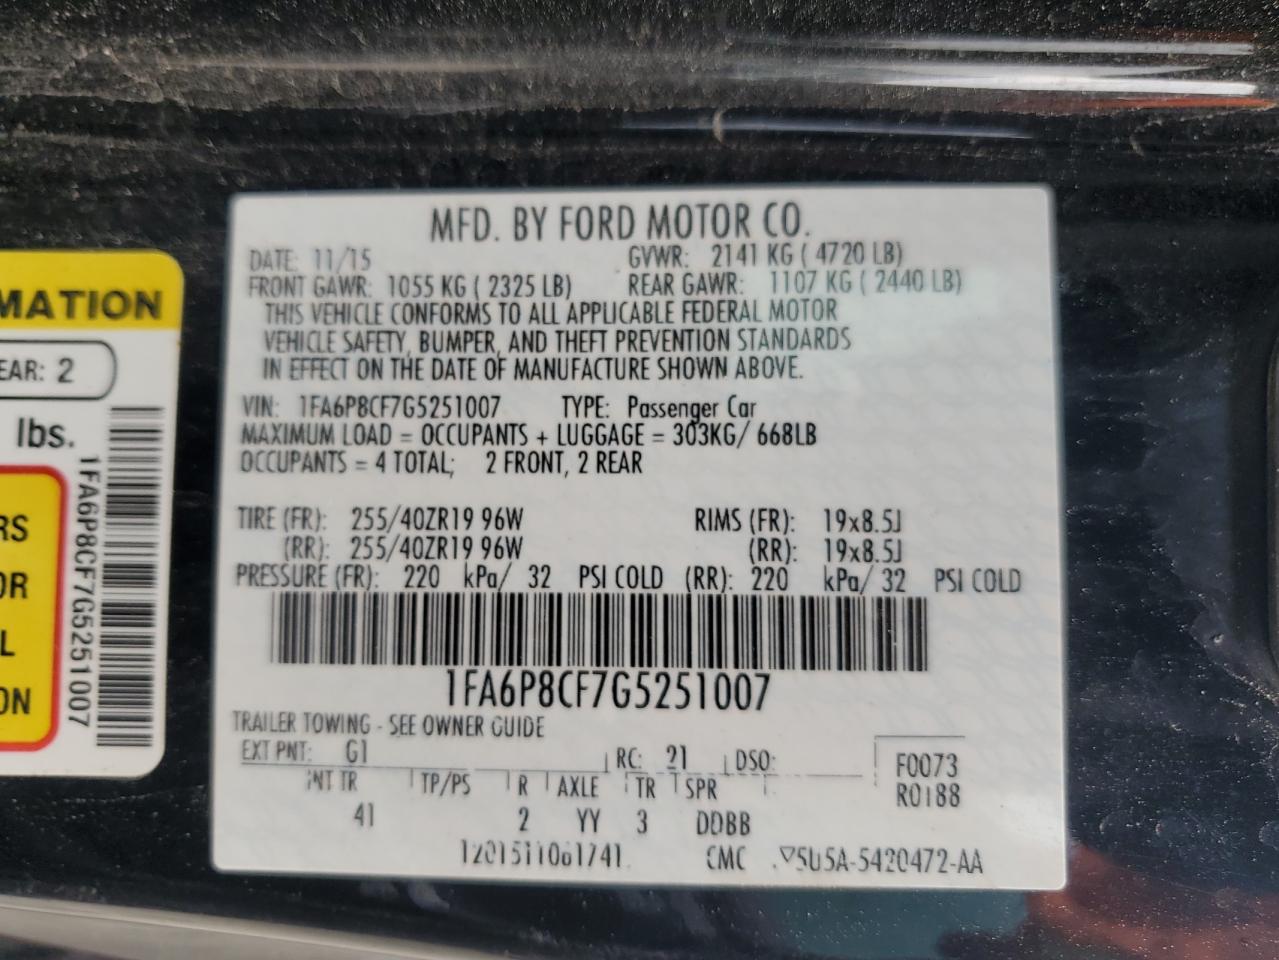 MFD. BY FORD MOTOR CO.
DATE: 11/15 GVWR: 2141 KG ( 4720 LB)
FRONT GAWR: 1055 KG ( 2325 LB) REAR GAWR: 1107 KG ( 2440 LB)
THIS VEHICLE CONFORMS TO ALL APPLICABLE FEDERAL MOTOR
VEHICLE SAFETY, BUMPER, AND THEFT PREVENTION STANDARDS
IN EFFECT ON THE DATE OF MANUFACTURE SHOWN ABOVE.
VIN: 1FA6P8CF7G5251007 TYPE: Passenger Car
MAXIMUM LOAD = OCCUPANTS + LUGGAGE = 303KG/ 668LB
OCCUPANTS = 4 TOTAL; 2 FRONT, 2 REAR
TIRE (FR): 255/40ZR19 96W RIMS (FR): 19x8.5J
(RR): 255/40ZR19 96W (RR): 19x8.5J
PRESSURE (FR): 220 kPa/ 32 PSI COLD (RR): 220 kPa/ 32 PSI COLD
1FA6P8CF7G5251007
TRAILER TOWING - SEE OWNER GUIDE
EXT PNT: G1 RC: 21 DSO:
F0073
R0188
INT TR TP/PS R AXLE TR SPR
41 2 YY 3 DDBB
1201511061741 CMC
MATION
EAR: 2
lbs.
RS
OR
L
ON
1FA6P8CF7G5251007